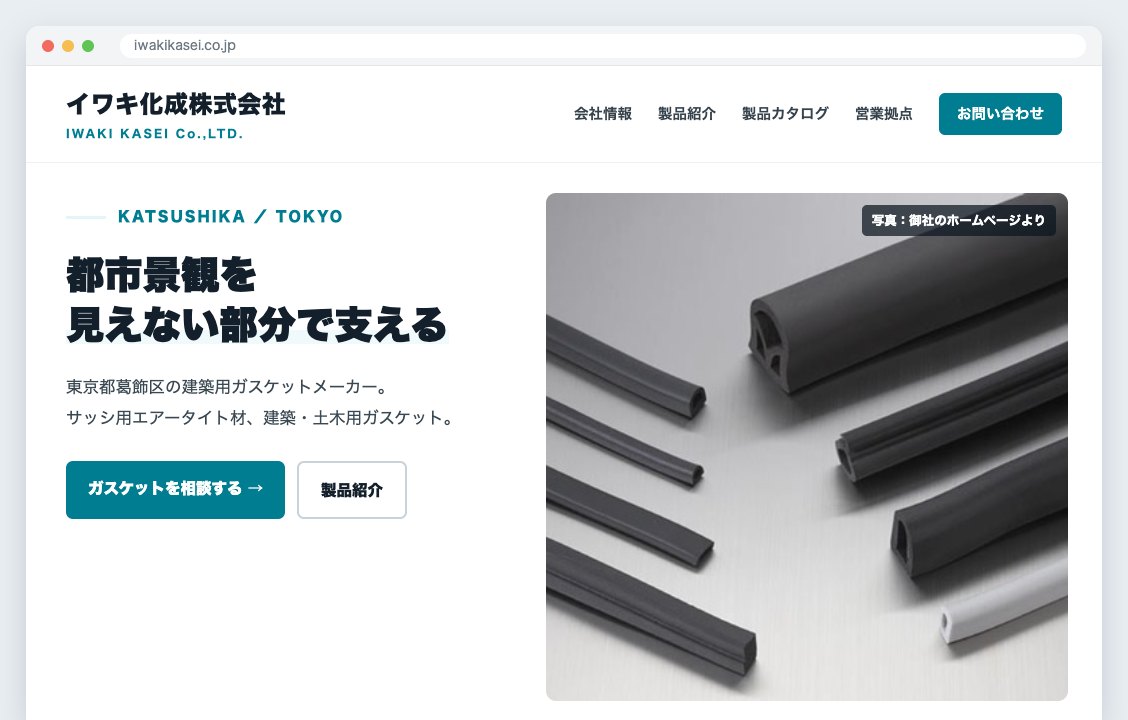 iwakikasei.co.jp
イワキ化成株式会社
IWAKI KASEI Co.,LTD.
会社情報
製品紹介
製品カタログ
営業拠点
お問い合わせ
KATSUSHIKA ／ TOKYO
都市景観を
見えない部分で支える
東京都葛飾区の建築用ガスケットメーカー。
サッシ用エアータイト材、建築・土木用ガスケット。
ガスケットを相談する →
製品紹介
写真：御社のホームページより